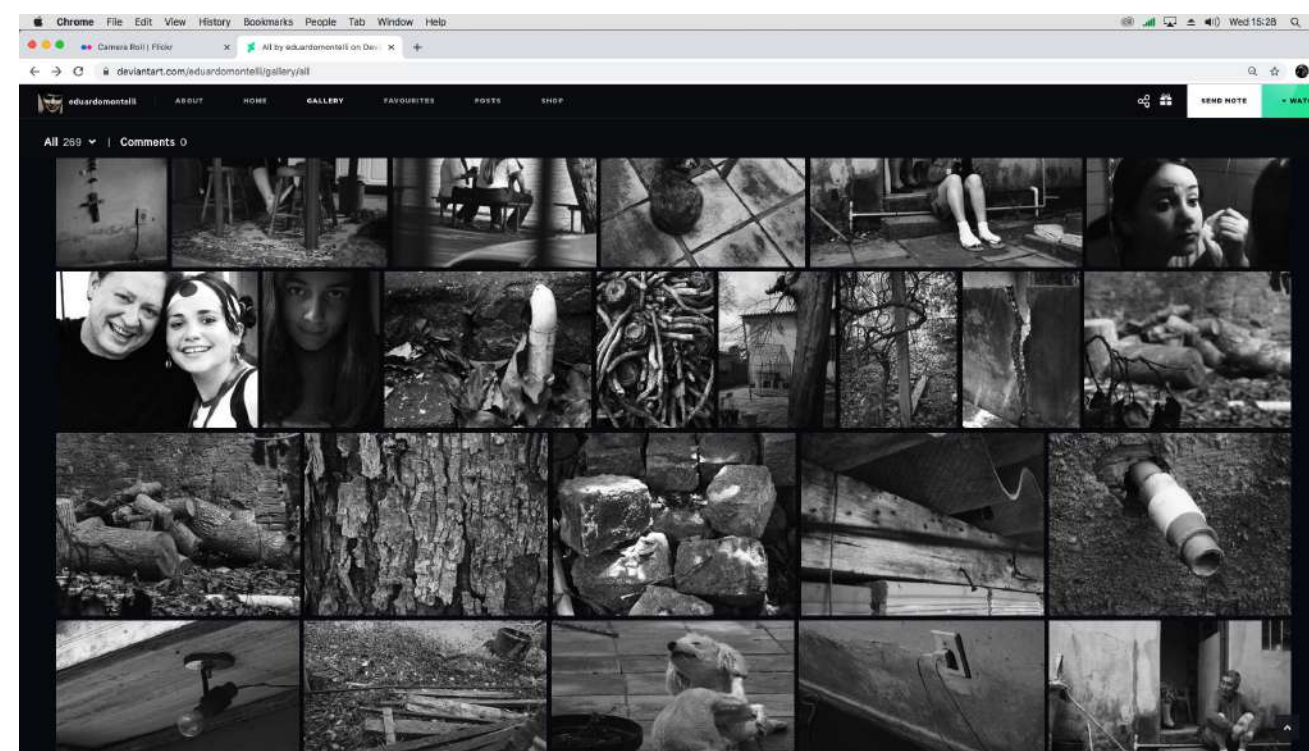 Chrome File Edit View History Bookmarks People Tab Window Help Wed 15:28
Camera Roll | Flickr All by eduardomontelli on Devi
deviantart.com/eduardomontelli/gallery/all
eduardomontelli ABOUT HOME GALLERY FAVOURITES POSTS SHOP SEND NOTE + WAT
All 269 | Comments 0